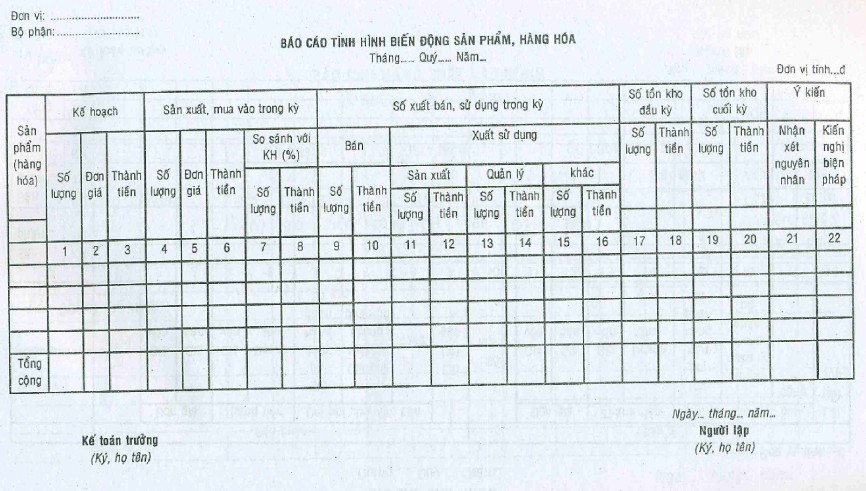 Đơn vị: ..............................
Bộ phận:............................
BÁO CÁO TÌNH HÌNH BIẾN ĐỘNG SẢN PHẨM, HÀNG HÓA
Tháng..... Quý..... Năm...
Đơn vị tính...đ
Sản phẩm (hàng hóa)
Kế hoạch
Sản xuất, mua vào trong kỳ
Số xuất bán, sử dụng trong kỳ
Số tồn kho đầu kỳ
Số tồn kho cuối kỳ
Ý kiến
So sánh với KH (%)
Bán
Xuất sử dụng
Sản xuất
Quản lý
khác
Số lượng
Đơn giá
Thành tiền
Số lượng
Đơn giá
Thành tiền
Số lượng
Thành tiền
Số lượng
Thành tiền
Số lượng
Thành tiền
Số lượng
Thành tiền
Số lượng
Thành tiền
Số lượng
Thành tiền
Số lượng
Thành tiền
Nhận xét nguyên nhân
Kiến nghị biện pháp
1 2 3 4 5 6 7 8 9 10 11 12 13 14 15 16 17 18 19 20 21 22
Tổng cộng
Ngày... tháng... năm...
Kế toán trưởng
Người lập
(Ký, họ tên)
(Ký, họ tên)